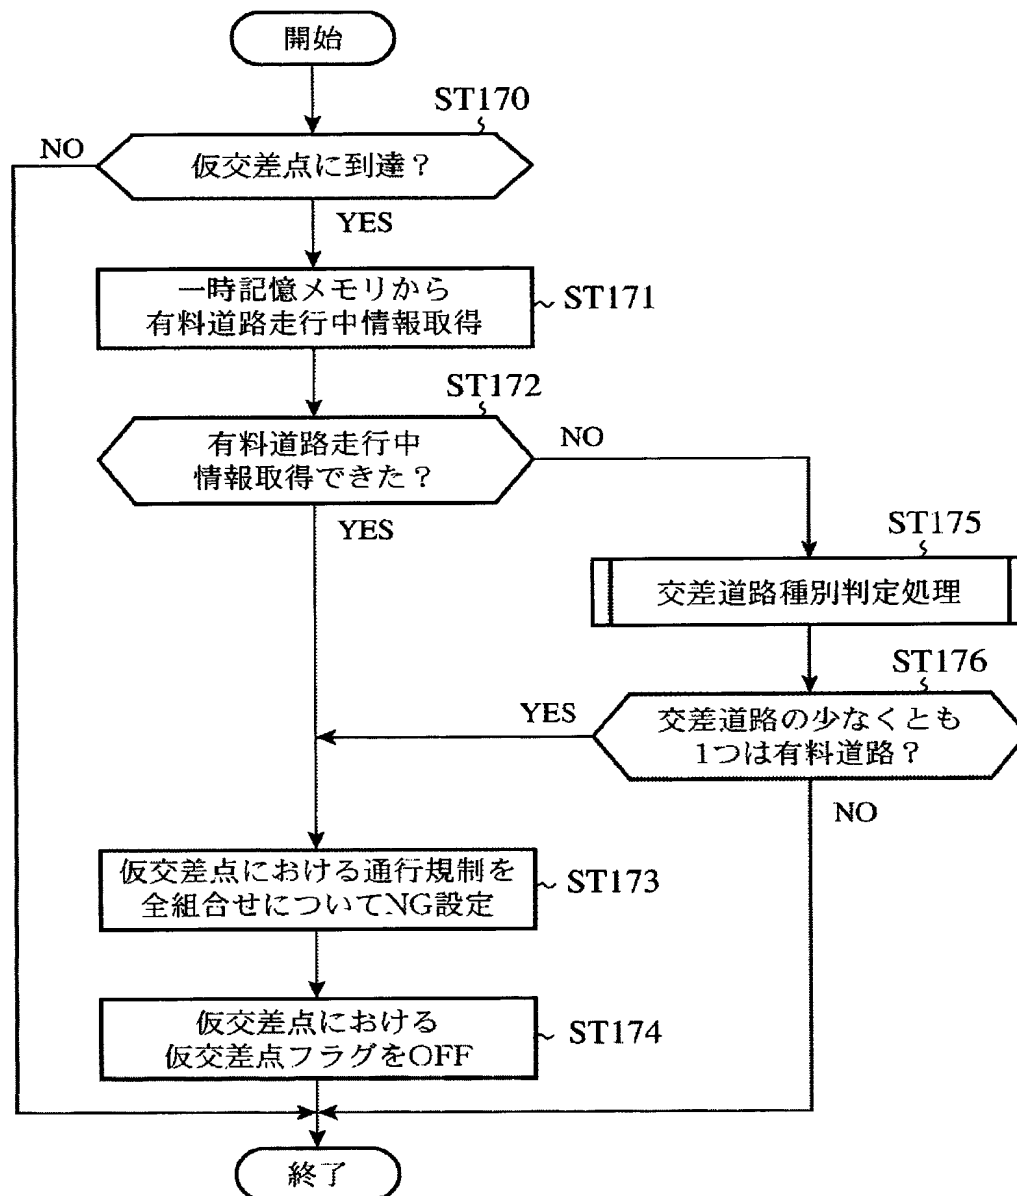 開始
ST170
NO
仮交差点に到達？
YES
一時記憶メモリから
有料道路走行中情報取得
ST171
ST172
有料道路走行中
情報取得できた？
NO
YES
ST175
交差道路種別判定処理
ST176
YES
交差道路の少なくとも
1つは有料道路？
NO
仮交差点における通行規制を
全組合せについてNG設定
ST173
仮交差点における
仮交差点フラグをOFF
ST174
終了